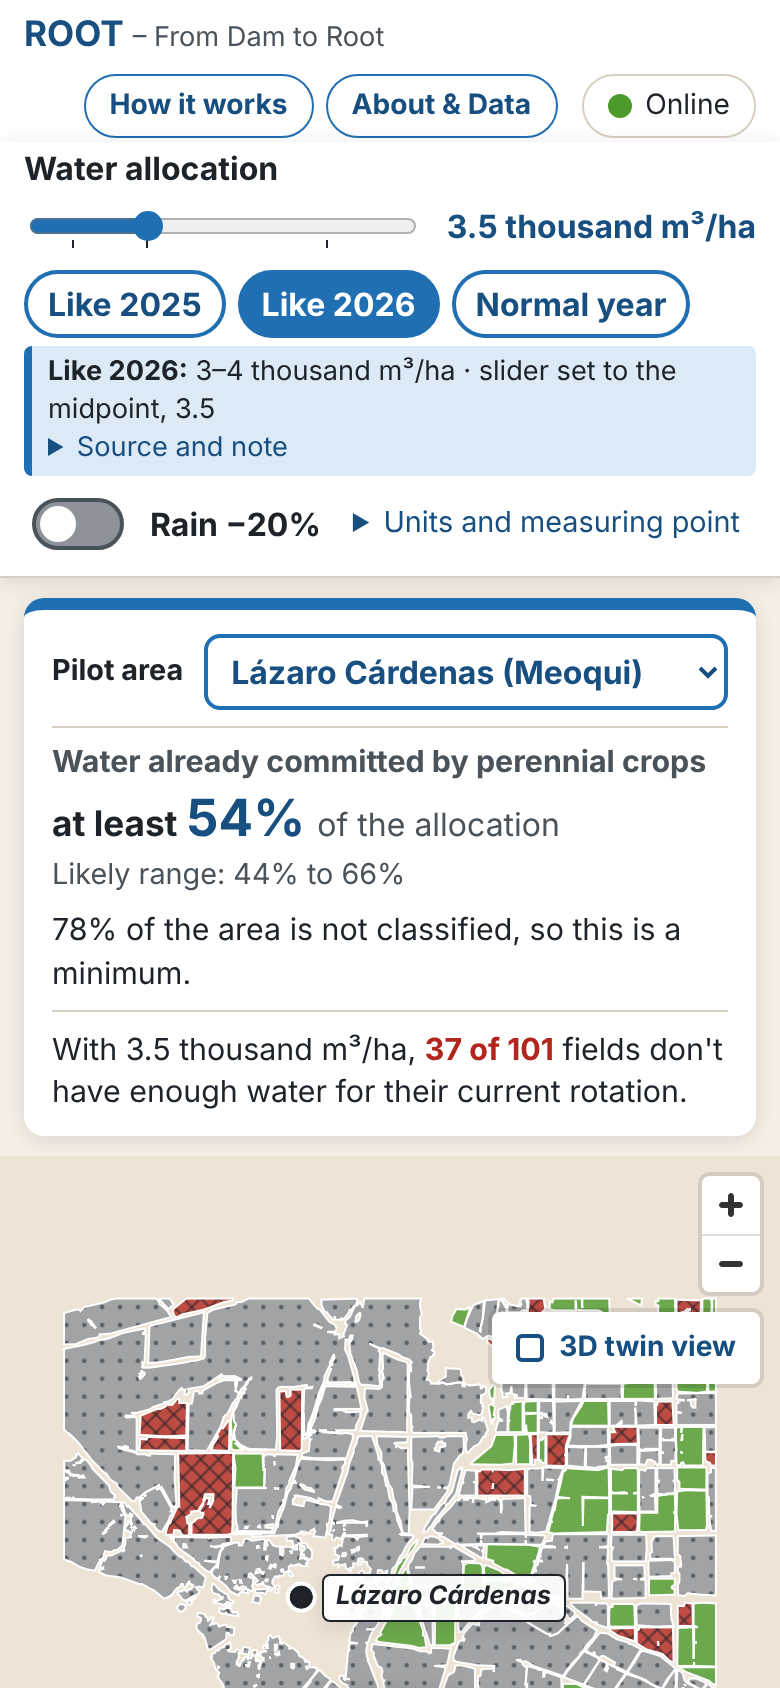 ROOT – From Dam to Root
How it works
About & Data
Online
Water allocation
3.5 thousand m³/ha
Like 2025
Like 2026
Normal year
Like 2026: 3–4 thousand m³/ha · slider set to the
midpoint, 3.5
▶ Source and note
Rain −20%
▶ Units and measuring point
Pilot area
Lázaro Cárdenas (Meoqui)
Water already committed by perennial crops
at least 54% of the allocation
Likely range: 44% to 66%
78% of the area is not classified, so this is a
minimum.
With 3.5 thousand m³/ha, 37 of 101 fields don't
have enough water for their current rotation.
+
−
3D twin view
Lázaro Cárdenas